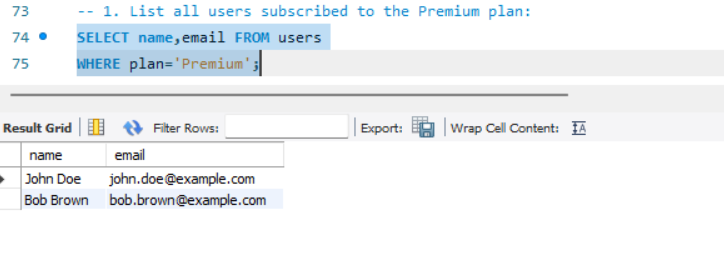 73 -- 1. List all users subscribed to the Premium plan:
74 SELECT name,email FROM users
75 WHERE plan='Premium';
Result Grid Filter Rows: Export: Wrap Cell Content:
name email
John Doe john.doe@example.com
Bob Brown bob.brown@example.com